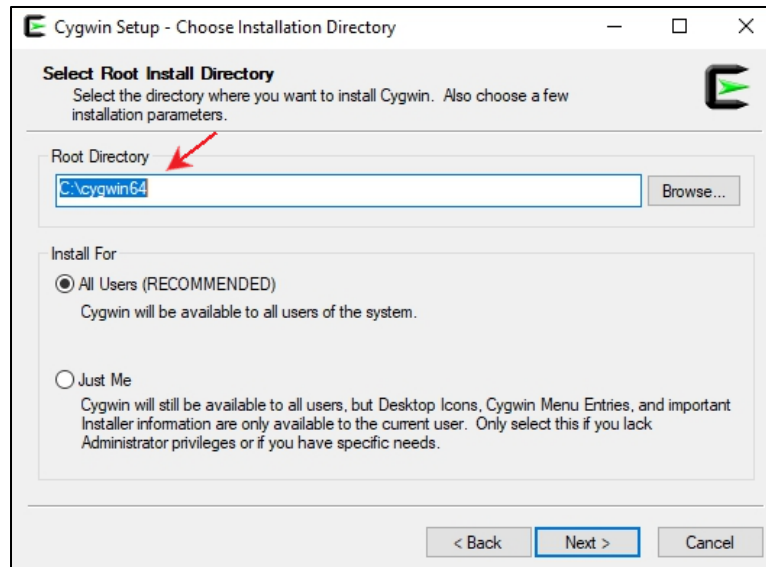 Cygwin Setup - Choose Installation Directory
Select Root Install Directory
Select the directory where you want to install Cygwin. Also choose a few
installation parameters.
Root Directory
C:\cygwin64
Browse...
Install For
All Users (RECOMMENDED)
Cygwin will be available to all users of the system.
Just Me
Cygwin will still be available to all users, but Desktop Icons, Cygwin Menu Entries, and important
Installer information are only available to the current user. Only select this if you lack
Administrator privileges or if you have specific needs.
< Back
Next >
Cancel